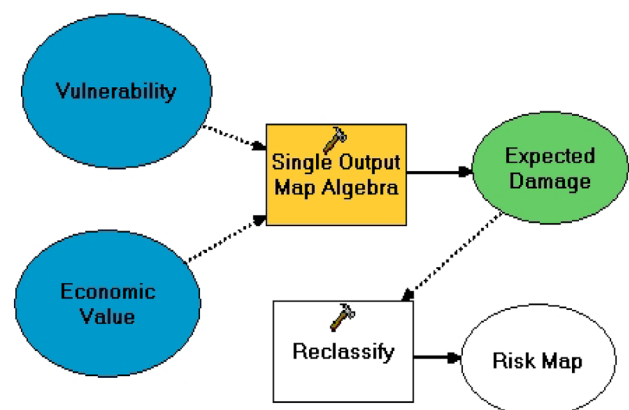 Vulnerability
Single Output
Map Algebra
Expected
Damage
Economic
Value
Reclassify
Risk Map